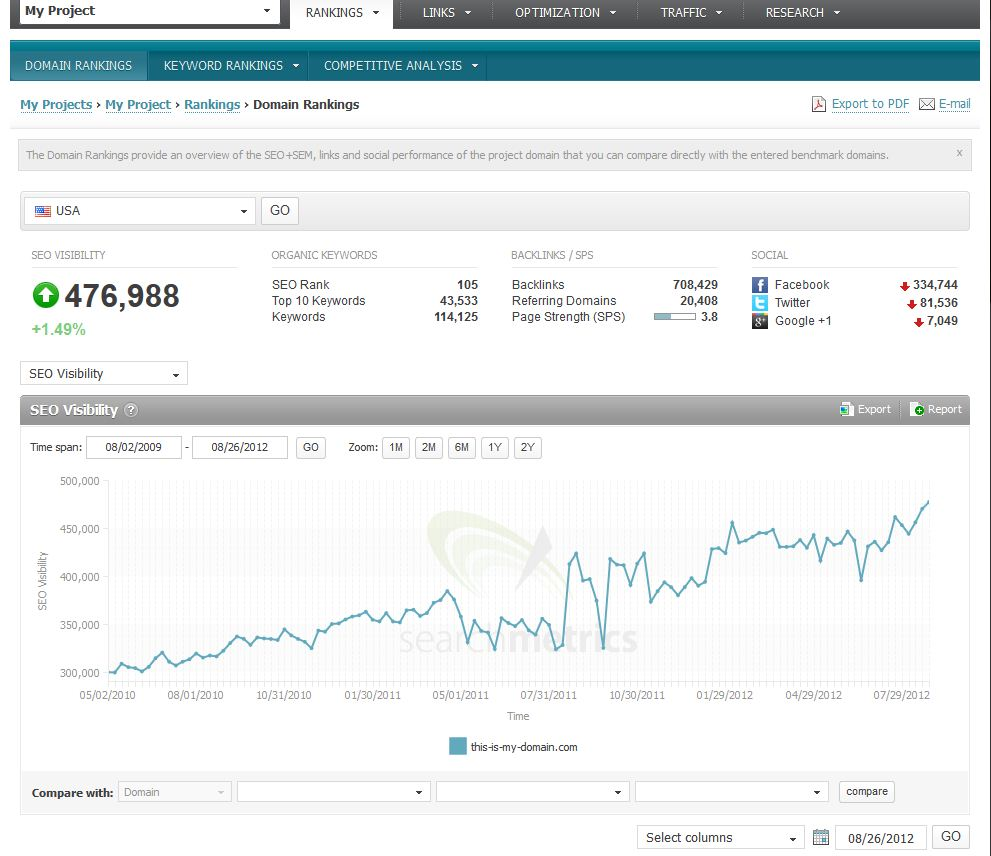 My Project RANKINGS LINKS OPTIMIZATION TRAFFIC RESEARCH
DOMAIN RANKINGS KEYWORD RANKINGS COMPETITIVE ANALYSIS
My Projects › My Project › Rankings › Domain Rankings Export to PDF E-mail
The Domain Rankings provide an overview of the SEO+SEM, links and social performance of the project domain that you can compare directly with the entered benchmark domains. x
USA GO
SEO VISIBILITY ORGANIC KEYWORDS BACKLINKS / SPS SOCIAL
476,988
+1.49%
SEO Rank 105
Top 10 Keywords 43,533
Keywords 114,125
Backlinks 708,429
Referring Domains 20,408
Page Strength (SPS) 3.8
Facebook 334,744
Twitter 81,536
Google +1 7,049
SEO Visibility
SEO Visibility ? Export Report
Time span: 08/02/2009 - 08/26/2012 GO Zoom: 1M 2M 6M 1Y 2Y
500,000
450,000
400,000
350,000
300,000
SEO Visibility
searchmetrics
05/02/2010 08/01/2010 10/31/2010 01/30/2011 05/01/2011 07/31/2011 10/30/2011 01/29/2012 04/29/2012 07/29/2012
Time
this-is-my-domain.com
Compare with: Domain compare
Select columns 08/26/2012 GO